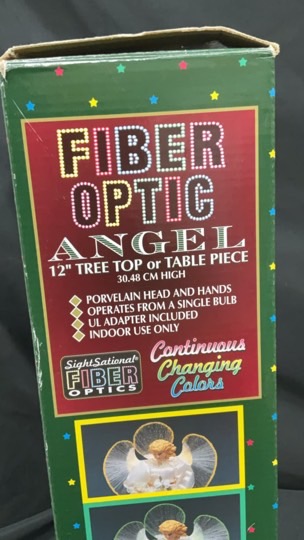 FIBER
OPTIC
ANGEL
12" TREE TOP or TABLE PIECE
30.48 CM HIGH
PORCELAIN HEAD AND HANDS
OPERATES FROM A SINGLE BULB
UL ADAPTER INCLUDED
INDOOR USE ONLY
SightSational®
FIBER
OPTICS
Continuous
Changing
Colors